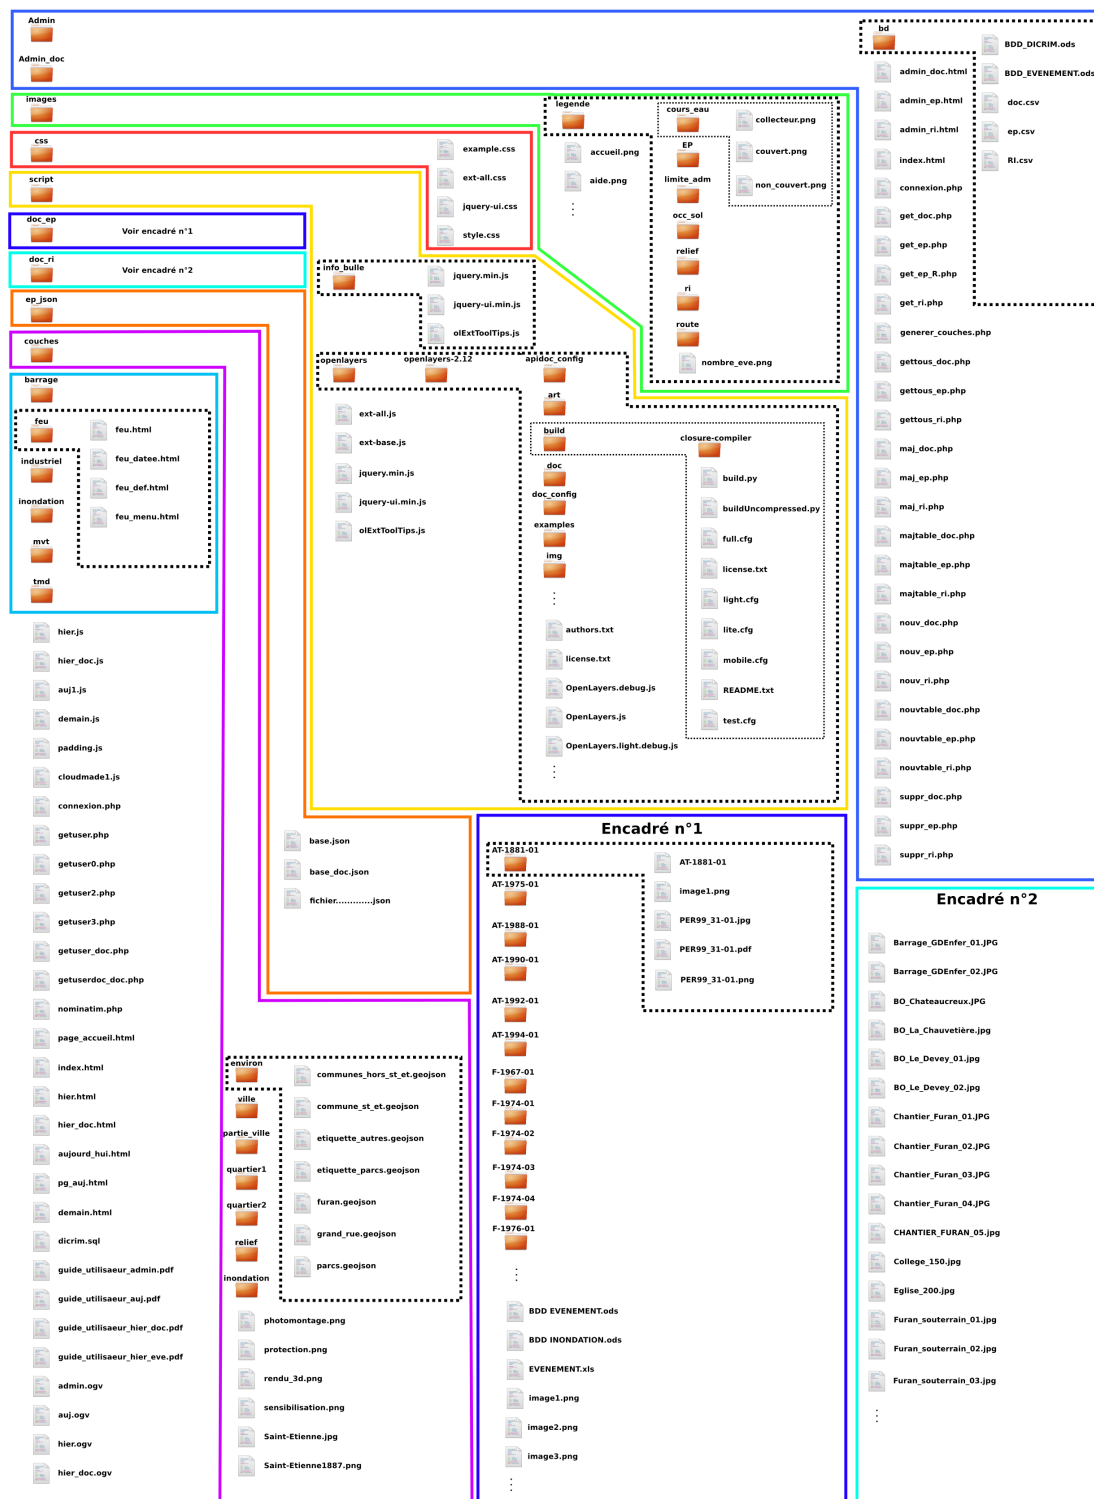 Admin
Admin_doc
images
css
script
doc_ep
Voir encadré n°1
doc_ri
Voir encadré n°2
ep_json
couches
barrage
feu
feu.html
feu_datee.html
feu_def.html
feu_menu.html
industriel
inondation
mvt
tmd
hier.js
hier_doc.js
auj1.js
demain.js
padding.js
cloudmade1.js
connexion.php
getuser.php
getuser0.php
getuser2.php
getuser3.php
getuser_doc.php
getuserdoc_doc.php
nominatim.php
page_accueil.html
index.html
hier.html
hier_doc.html
aujourd_hui.html
pg_auj.html
demain.html
dicrim.sql
guide_utilisaeur_admin.pdf
guide_utilisaeur_auj.pdf
guide_utilisaeur_hier_doc.pdf
guide_utilisaeur_hier_eve.pdf
admin.ogv
auj.ogv
hier.ogv
hier_doc.ogv
example.css
ext-all.css
jquery-ui.css
style.css
info_bulle
jquery.min.js
jquery-ui.min.js
olExtToolTips.js
openlayers
openlayers-2.12
apidoc_config
ext-all.js
ext-base.js
jquery.min.js
jquery-ui.min.js
olExtToolTips.js
art
build
doc
doc_config
examples
img
authors.txt
license.txt
OpenLayers.debug.js
OpenLayers.js
OpenLayers.light.debug.js
closure-compiler
build.py
buildUncompressed.py
full.cfg
license.txt
light.cfg
lite.cfg
mobile.cfg
README.txt
test.cfg
legende
accueil.png
aide.png
cours_eau
collecteur.png
couvert.png
non_couvert.png
EP
limite_adm
occ_sol
relief
ri
route
nombre_eve.png
bd
BDD_DICRIM.ods
BDD_EVENEMENT.ods
doc.csv
ep.csv
RI.csv
admin_doc.html
admin_ep.html
admin_ri.html
index.html
connexion.php
get_doc.php
get_ep.php
get_ep_R.php
get_ri.php
generer_couches.php
gettous_doc.php
gettous_ep.php
gettous_ri.php
maj_doc.php
maj_ep.php
maj_ri.php
majtable_doc.php
majtable_ep.php
majtable_ri.php
nouv_doc.php
nouv_ep.php
nouv_ri.php
nouvtable_doc.php
nouvtable_ep.php
nouvtable_ri.php
suppr_doc.php
suppr_ep.php
suppr_ri.php
base.json
base_doc.json
fichier.............json
environ
ville
partie_ville
quartier1
quartier2
relief
inondation
communes_hors_st_et.geojson
commune_st_et.geojson
etiquette_autres.geojson
etiquette_parcs.geojson
furan.geojson
grand_rue.geojson
parcs.geojson
photomontage.png
protection.png
rendu_3d.png
sensibilisation.png
Saint-Etienne.jpg
Saint-Etienne1887.png
Encadré n°1
AT-1881-01
AT-1975-01
AT-1988-01
AT-1990-01
AT-1992-01
AT-1994-01
F-1967-01
F-1974-01
F-1974-02
F-1974-03
F-1974-04
F-1976-01
AT-1881-01
image1.png
PER99_31-01.jpg
PER99_31-01.pdf
PER99_31-01.png
BDD EVENEMENT.ods
BDD INONDATION.ods
EVENEMENT.xls
image1.png
image2.png
image3.png
Encadré n°2
Barrage_GDEnfer_01.JPG
Barrage_GDEnfer_02.JPG
BO_Chateaucreux.JPG
BO_La_Chauvetière.jpg
BO_Le_Devey_01.jpg
BO_Le_Devey_02.jpg
Chantier_Furan_01.JPG
Chantier_Furan_02.JPG
Chantier_Furan_03.JPG
Chantier_Furan_04.JPG
CHANTIER_FURAN_05.jpg
College_150.jpg
Eglise_200.jpg
Furan_souterrain_01.jpg
Furan_souterrain_02.jpg
Furan_souterrain_03.jpg